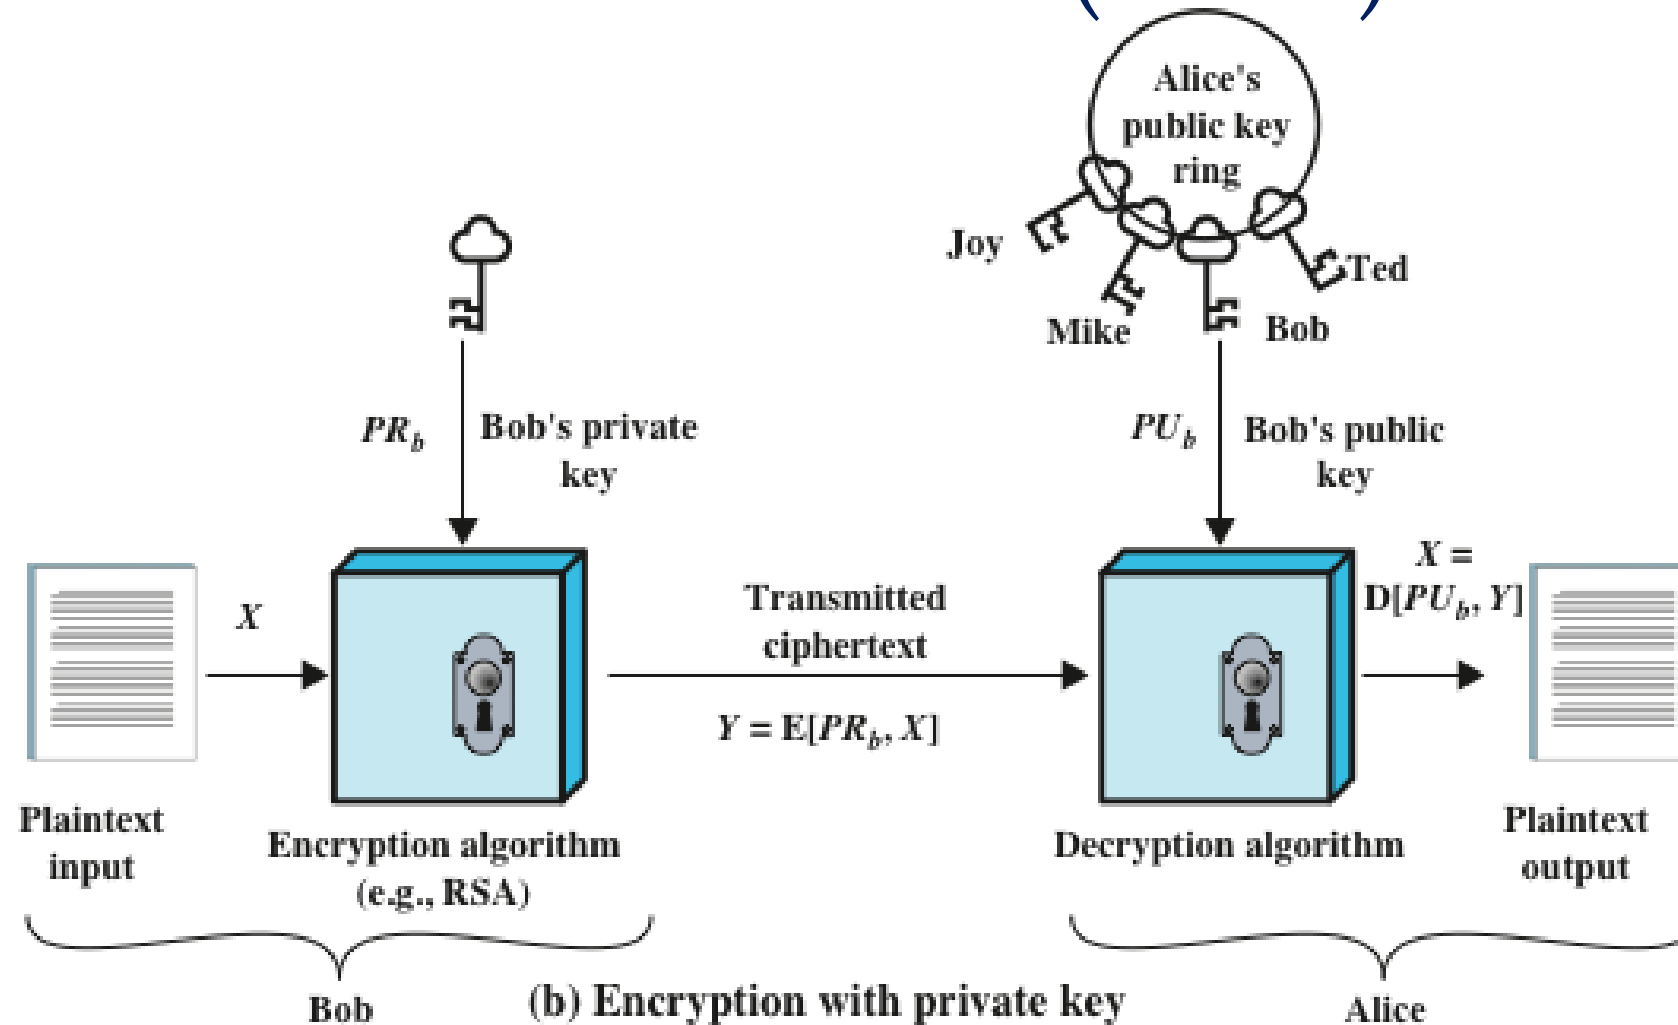 Alice's
public key
ring
Joy
Ted
Mike
Bob
PR_b
Bob's private
key
PU_b
Bob's public
key
X
Transmitted
ciphertext
X =
D[PU_b, Y]
Y = E[PR_b, X]
Plaintext
input
Encryption algorithm
(e.g., RSA)
Decryption algorithm
Plaintext
output
Bob
(b) Encryption with private key
Alice